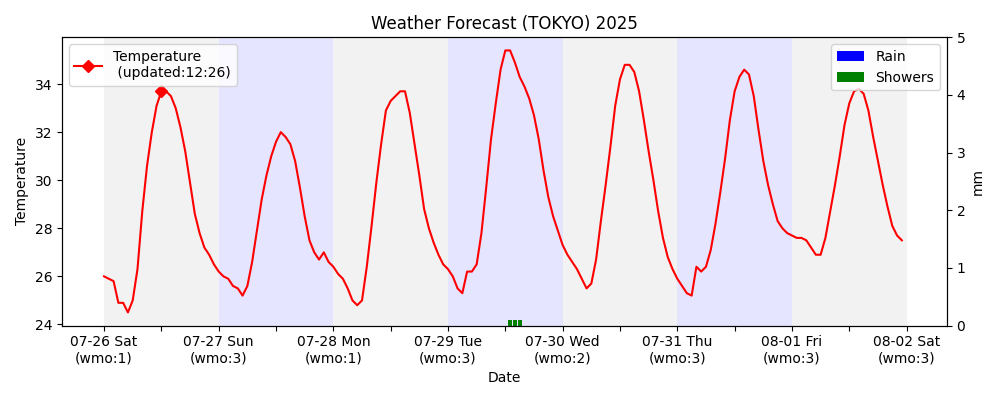 Weather Forecast (TOKYO) 2025
Temperature
(updated:12:26)
Rain
Showers
Temperature
34
32
30
28
26
24
5
4
3
2
1
0
mm
07-26 Sat
(wmo:1)
07-27 Sun
(wmo:3)
07-28 Mon
(wmo:1)
07-29 Tue
(wmo:3)
07-30 Wed
(wmo:2)
07-31 Thu
(wmo:3)
08-01 Fri
(wmo:3)
08-02 Sat
(wmo:3)
Date